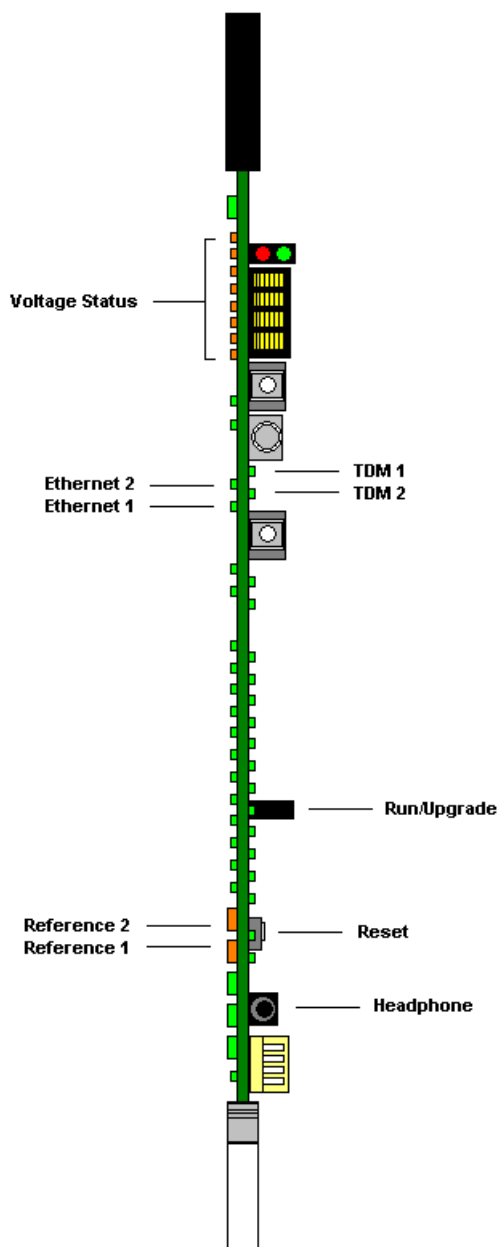 Voltage Status
TDM 1
Ethernet 2
TDM 2
Ethernet 1
Run/Upgrade
Reference 2
Reset
Reference 1
Headphone